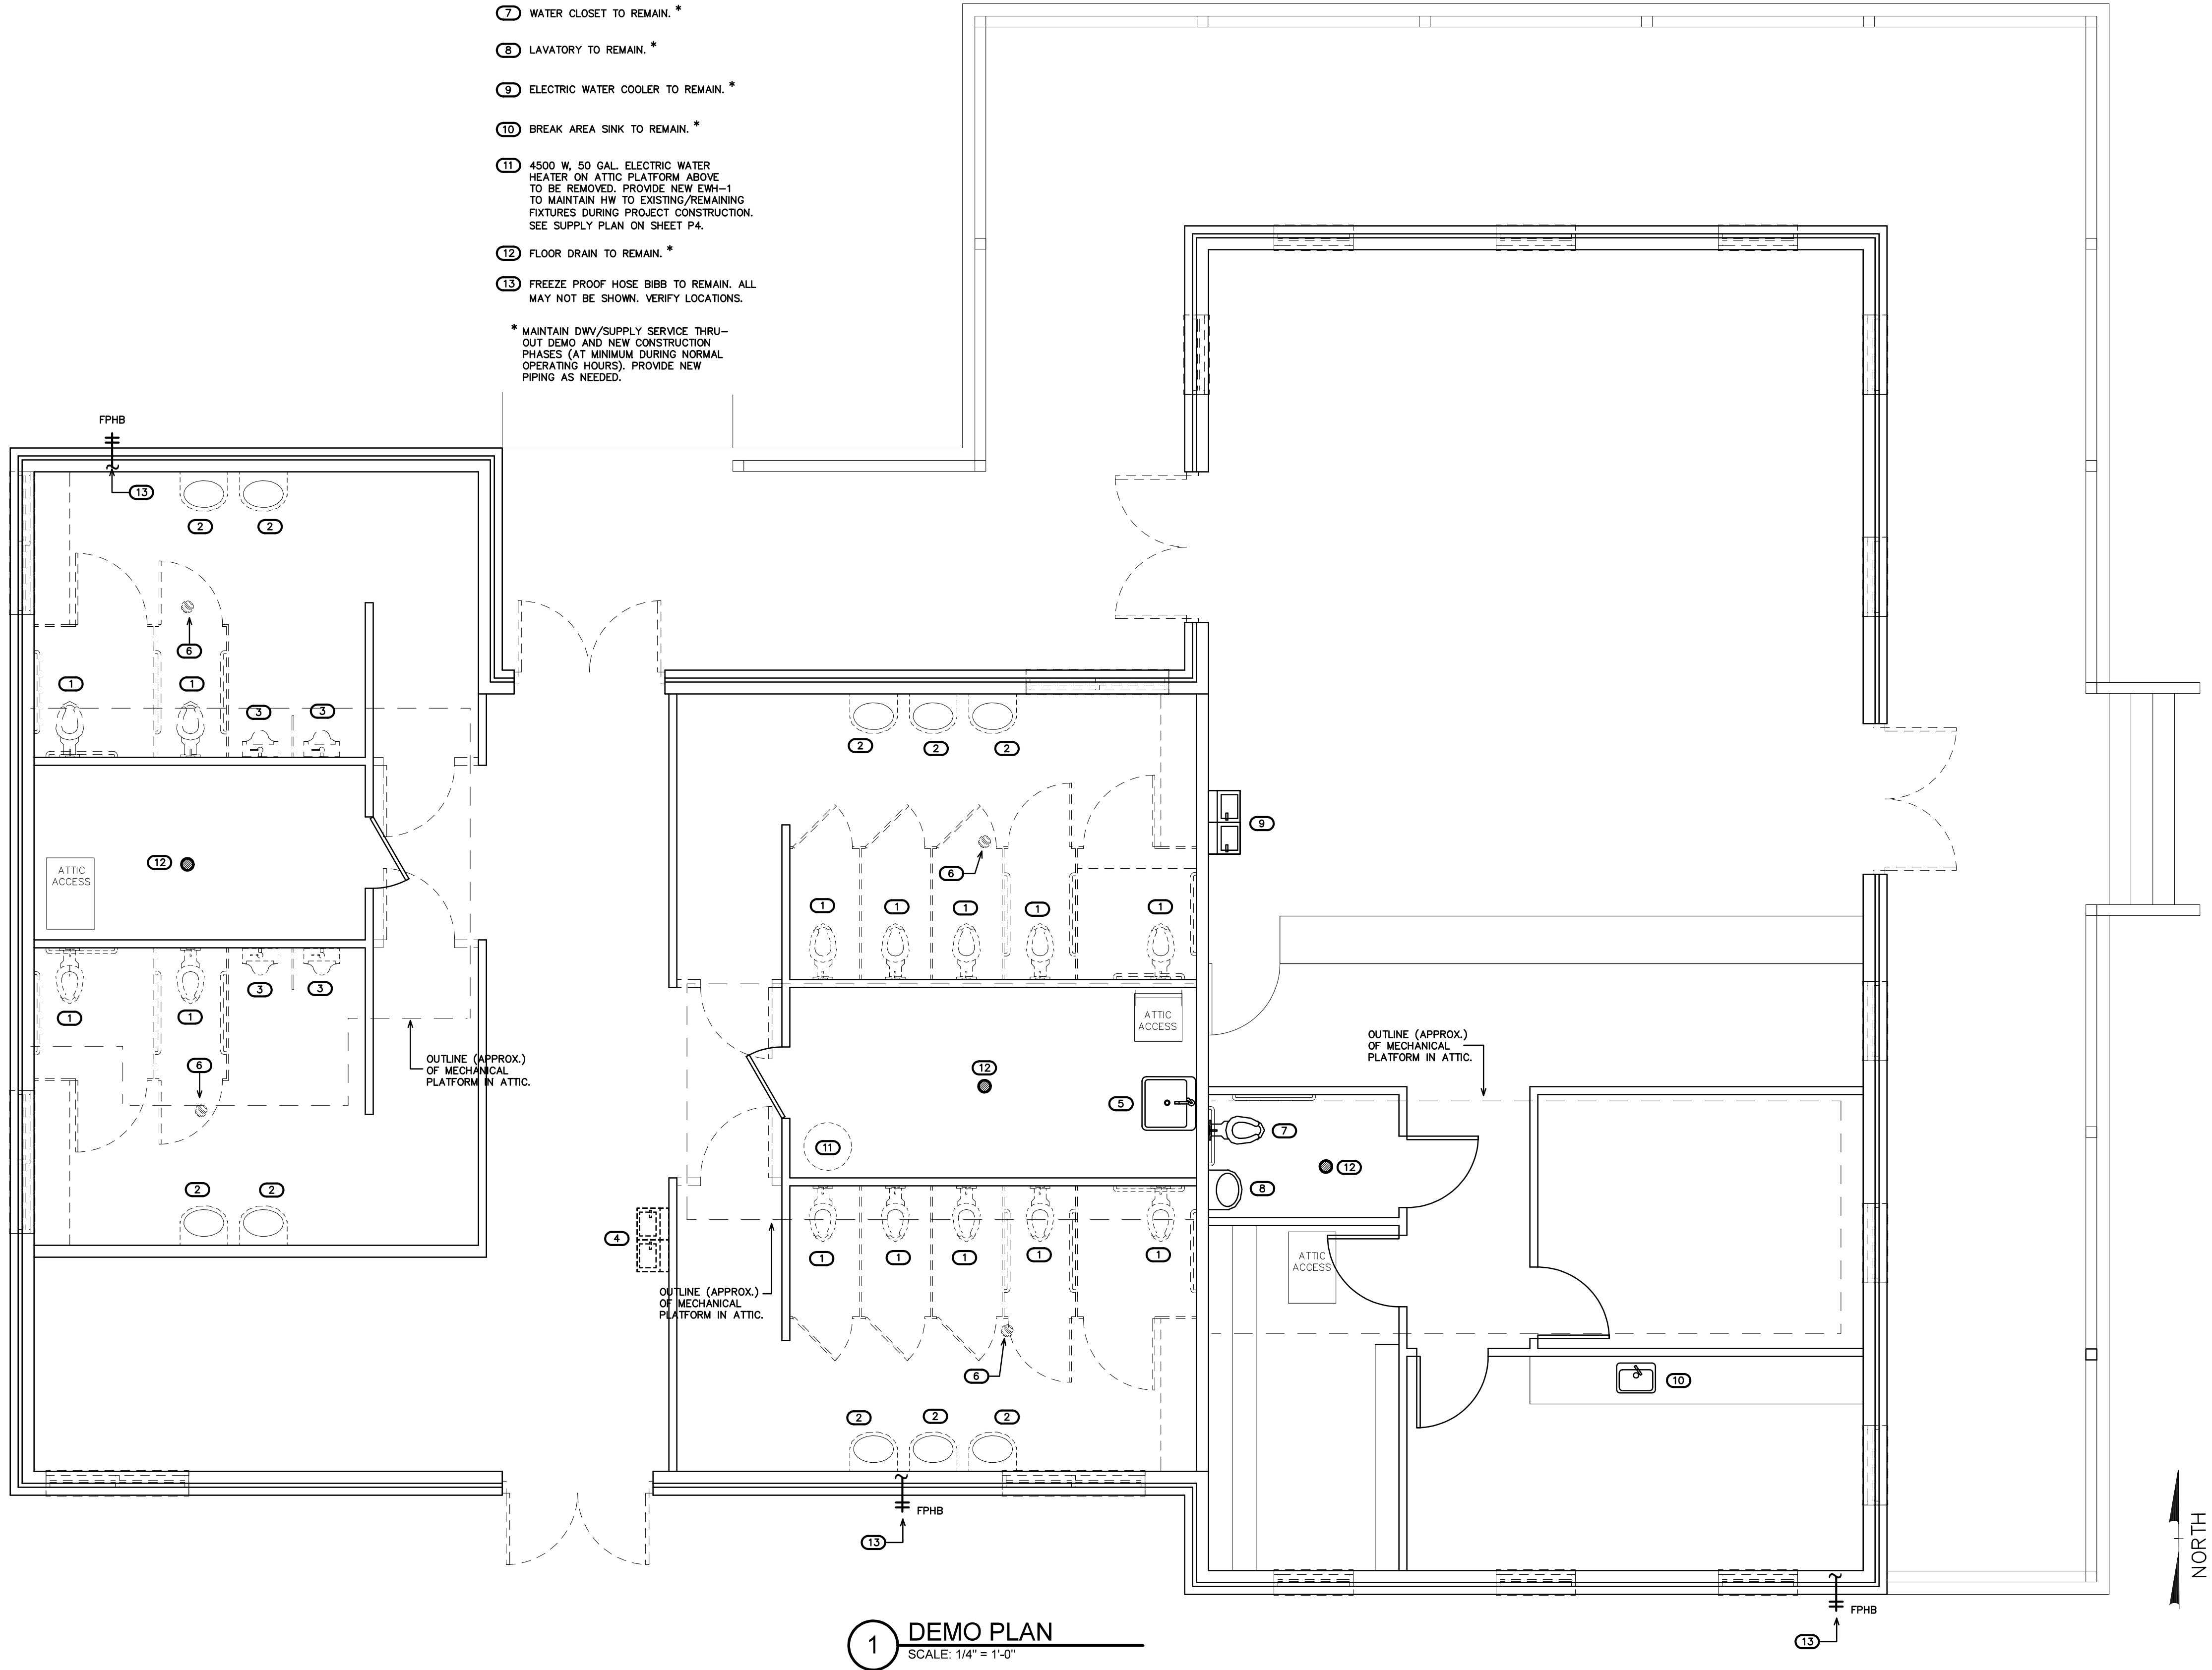 7 WATER CLOSET TO REMAIN. *
8 LAVATORY TO REMAIN. *
9 ELECTRIC WATER COOLER TO REMAIN. *
10 BREAK AREA SINK TO REMAIN. *
11 4500 W, 50 GAL. ELECTRIC WATER
HEATER ON ATTIC PLATFORM ABOVE
TO BE REMOVED. PROVIDE NEW EWH-1
TO MAINTAIN HW TO EXISTING/REMAINING
FIXTURES DURING PROJECT CONSTRUCTION.
SEE SUPPLY PLAN ON SHEET P4.
12 FLOOR DRAIN TO REMAIN. *
13 FREEZE PROOF HOSE BIBB TO REMAIN. ALL
MAY NOT BE SHOWN. VERIFY LOCATIONS.
* MAINTAIN DWV/SUPPLY SERVICE THRU-
OUT DEMO AND NEW CONSTRUCTION
PHASES (AT MINIMUM DURING NORMAL
OPERATING HOURS). PROVIDE NEW
PIPING AS NEEDED.
FPHB
13
2 2
6
1 1
3 3
2 2 2
9
12
ATTIC
ACCESS
6
1 1 1 1 1
3 3
1 1
ATTIC
ACCESS
OUTLINE (APPROX.)
OF MECHANICAL
PLATFORM IN ATTIC.
6
OUTLINE (APPROX.)
OF MECHANICAL
PLATFORM IN ATTIC.
12
5
7
11
12
2 2
8
4
1 1 1 1 1
ATTIC
ACCESS
OUTLINE (APPROX.)
OF MECHANICAL
PLATFORM IN ATTIC.
6
10
2 2 2
FPHB
13
NORTH
FPHB
13
1 DEMO PLAN
SCALE: 1/4" = 1'-0"